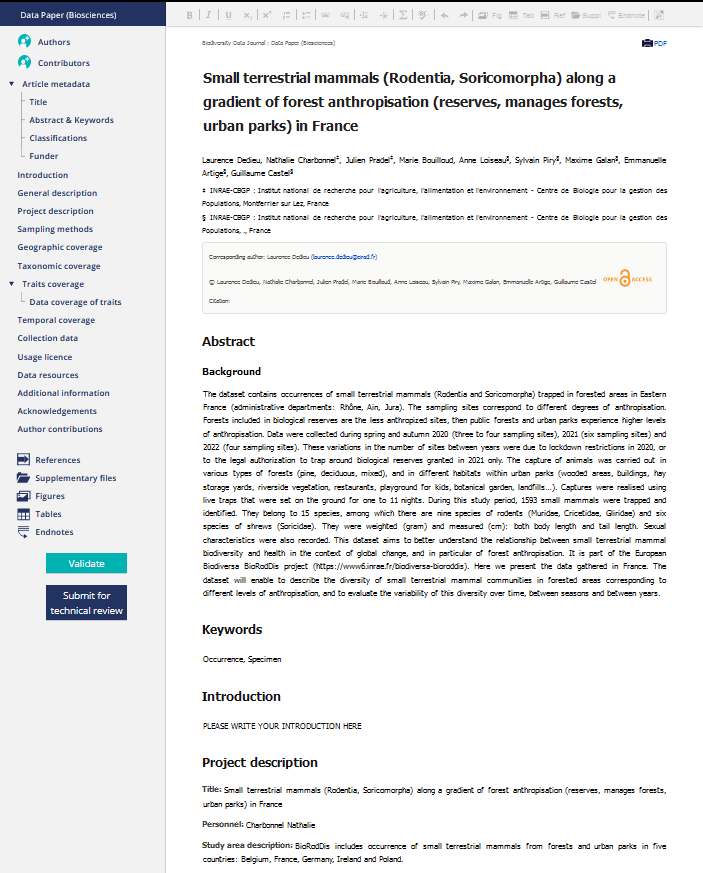 Data Paper (Biosciences)
B I U
Fig Tab Ref Suppl Endnote
Authors
Contributors
Article metadata
Title
Abstract & Keywords
Classifications
Funder
Introduction
General description
Project description
Sampling methods
Geographic coverage
Taxonomic coverage
Traits coverage
Data coverage of traits
Temporal coverage
Collection data
Usage licence
Data resources
Additional information
Acknowledgements
Author contributions
References
Supplementary files
Figures
Tables
Endnotes
Validate
Submit for
technical review
Biodiversity Data Journal : Data Paper (Biosciences)
PDF
Small terrestrial mammals (Rodentia, Soricomorpha) along a
gradient of forest anthropisation (reserves, manages forests,
urban parks) in France
Laurence Dedieu, Nathalie Charbonnel‡, Julien Pradel‡, Marie Bouilloud, Anne Loiseau§, Sylvain Piry§, Maxime Galan§, Emmanuelle
Artige§, Guillaume Castel§
‡ INRAE-CBGP : Institut national de recherche pour l'agriculture, l'alimentation et l'environnement - Centre de Biologie pour la gestion des
Populations, Montferrier sur Lez, France
§ INRAE-CBGP : Institut national de recherche pour l'agriculture, l'alimentation et l'environnement - Centre de Biologie pour la gestion des
Populations, ., France
Corresponding author: Laurence Dedieu (laurence.dedieu@cirad.fr)
© Laurence Dedieu, Nathalie Charbonnel, Julien Pradel, Marie Bouilloud, Anne Loiseau, Sylvain Piry, Maxime Galan, Emmanuelle Artige, Guillaume Castel
OPEN ACCESS
Citation:
Abstract
Background
The dataset contains occurrences of small terrestrial mammals (Rodentia and Soricomorpha) trapped in forested areas in Eastern
France (administrative departments: Rhône, Ain, Jura). The sampling sites correspond to different degrees of anthropisation.
Forests included in biological reserves are the less anthropized sites, then public forests and urban parks experience higher levels
of anthropisation. Data were collected during spring and autumn 2020 (three to four sampling sites), 2021 (six sampling sites) and
2022 (four sampling sites). These variations in the number of sites between years were due to lockdown restrictions in 2020, or
to the legal authorization to trap around biological reserves granted in 2021 only. The capture of animals was carried out in
various types of forests (pine, deciduous, mixed), and in different habitats within urban parks (wooded areas, buildings, hay
storage yards, riverside vegetation, restaurants, playground for kids, botanical garden, landfills...). Captures were realised using
live traps that were set on the ground for one to 11 nights. During this study period, 1593 small mammals were trapped and
identified. They belong to 15 species, among which there are nine species of rodents (Muridae, Cricetidae, Gliridae) and six
species of shrews (Soricidae). They were weighted (gram) and measured (cm): both body length and tail length. Sexual
characteristics were also recorded. This dataset aims to better understand the relationship between small terrestrial mammal
biodiversity and health in the context of global change, and in particular of forest anthropisation. It is part of the European
Biodiversa BioRodDis project (https://www6.inrae.fr/biodiversa-bioroddis). Here we present the data gathered in France. The
dataset will enable to describe the diversity of small terrestrial mammal communities in forested areas corresponding to
different levels of anthropisation, and to evaluate the variability of this diversity over time, between seasons and between years.
Keywords
Occurrence, Specimen
Introduction
PLEASE WRITE YOUR INTRODUCTION HERE
Project description
Title: Small terrestrial mammals (Rodentia, Soricomorpha) along a gradient of forest anthropisation (reserves, manages forests,
urban parks) in France
Personnel: Charbonnel Nathalie
Study area description: BioRodDis includes occurrence of small terrestrial mammals from forests and urban parks in five
countries: Belgium, France, Germany, Ireland and Poland.